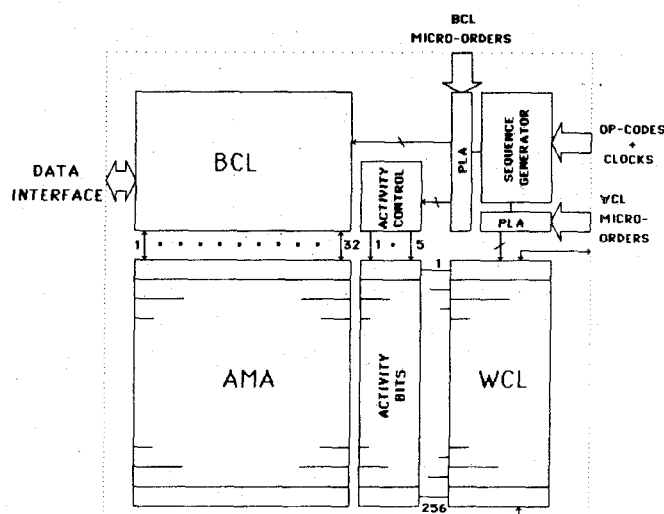 BCL
MICRO-ORDERS
BCL
PLA
SEQUENCE
GENERATOR
OP-CODES
+
CLOCKS
DATA
INTERFACE
ACTIVITY
CONTROL
PLA
WCL
MICRO-
ORDERS
1
32
1
5
1
AMA
ACTIVITY
BITS
WCL
256